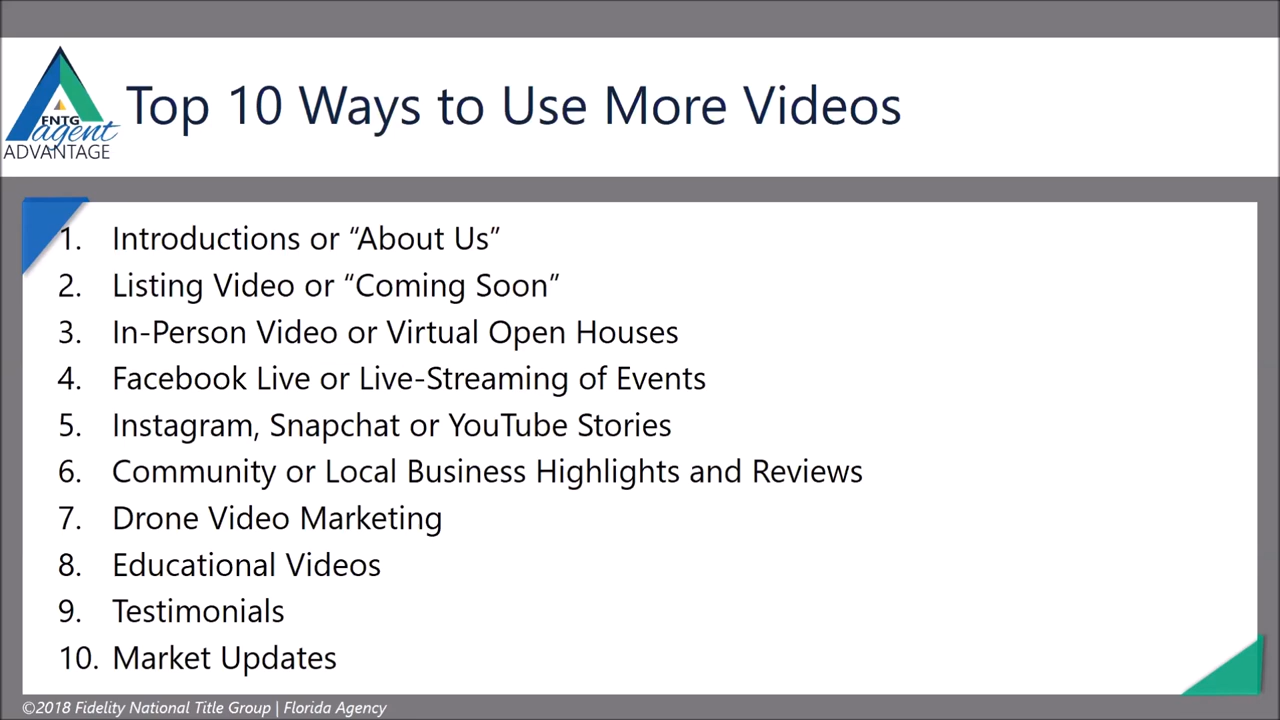 Top 10 Ways to Use More Videos
FNTG
agent
ADVANTAGE
1. Introductions or “About Us”
2. Listing Video or “Coming Soon”
3. In-Person Video or Virtual Open Houses
4. Facebook Live or Live-Streaming of Events
5. Instagram, Snapchat or YouTube Stories
6. Community or Local Business Highlights and Reviews
7. Drone Video Marketing
8. Educational Videos
9. Testimonials
10. Market Updates
©2018 Fidelity National Title Group | Florida Agency